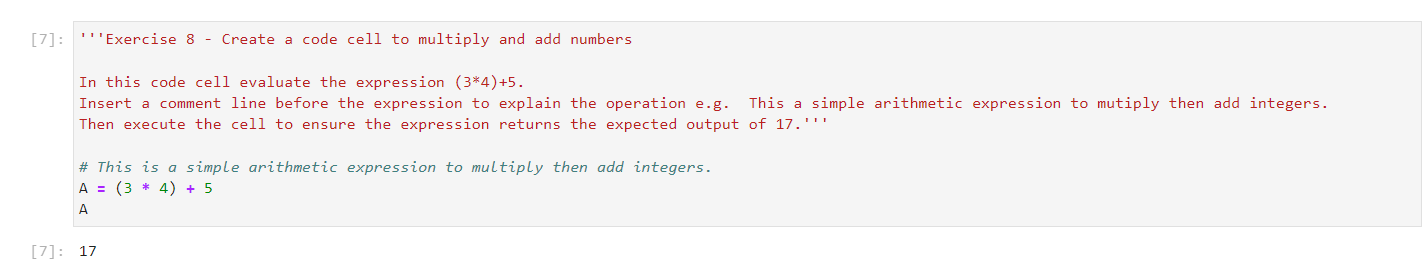 [7]: '''Exercise 8 - Create a code cell to multiply and add numbers
In this code cell evaluate the expression (3*4)+5.
Insert a comment line before the expression to explain the operation e.g.  This a simple arithmetic expression to mutiply then add integers.
Then execute the cell to ensure the expression returns the expected output of 17.'''
# This is a simple arithmetic expression to multiply then add integers.
A = (3 * 4) + 5
A
[7]: 17